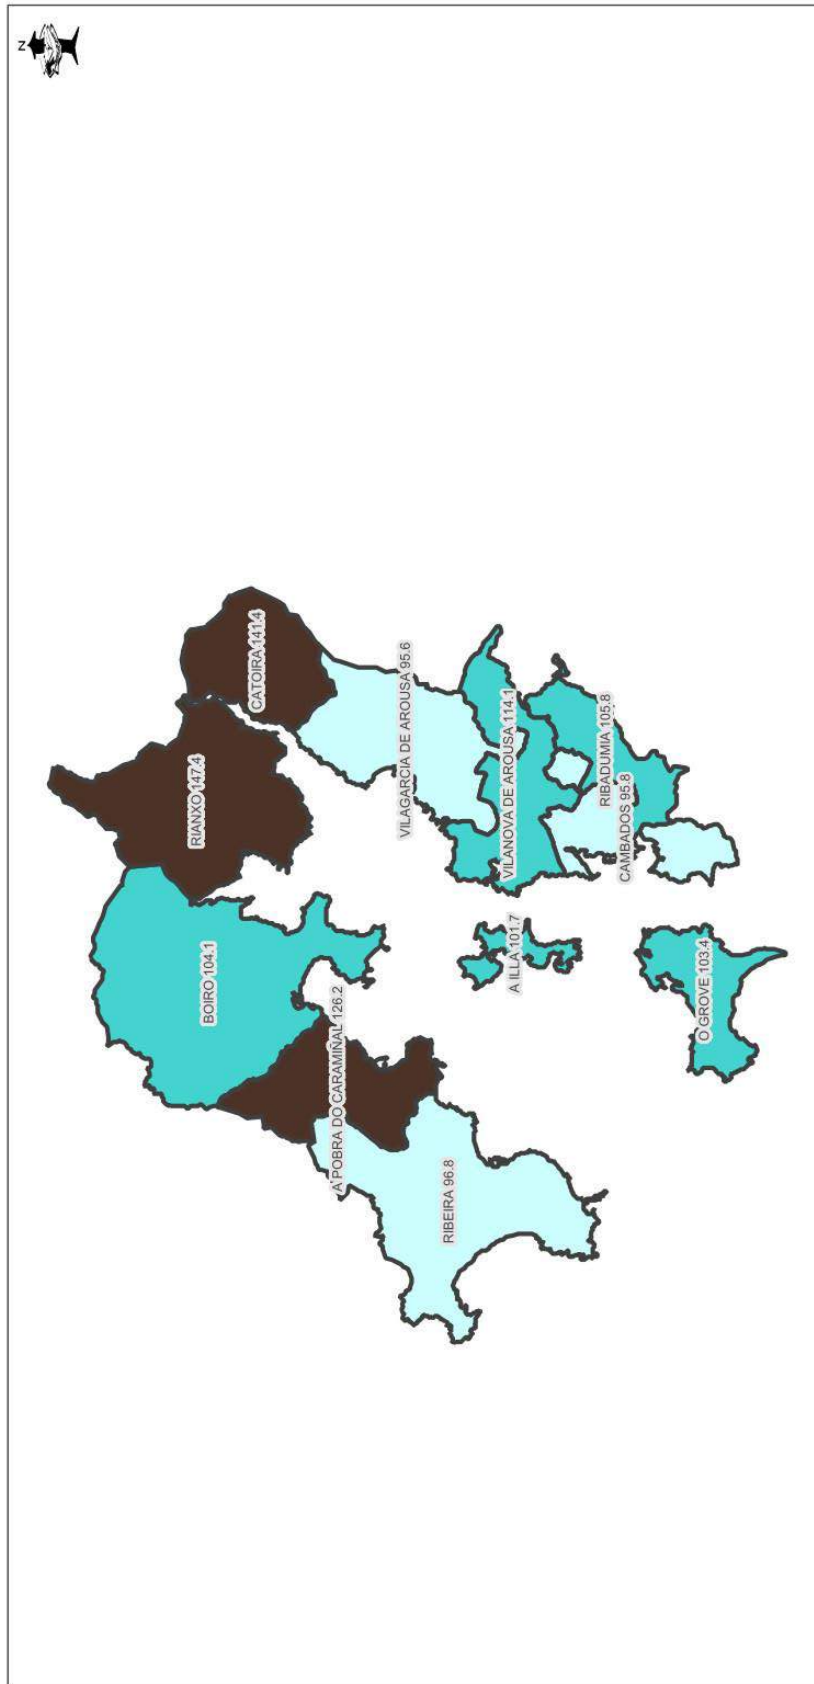 N
RIANXO 147.4
CATOIRA 141.4
BOIRO 104.1
A POBRA DO CARAMIÑAL 126.2
VILAGARCIA DE AROUSA 95.6
RIBEIRA 96.8
A ILLA 101.7
VILANOVA DE AROUSA 114.1
RIBADUMIA 105.8
CAMBADOS 95.8
O GROVE 103.4